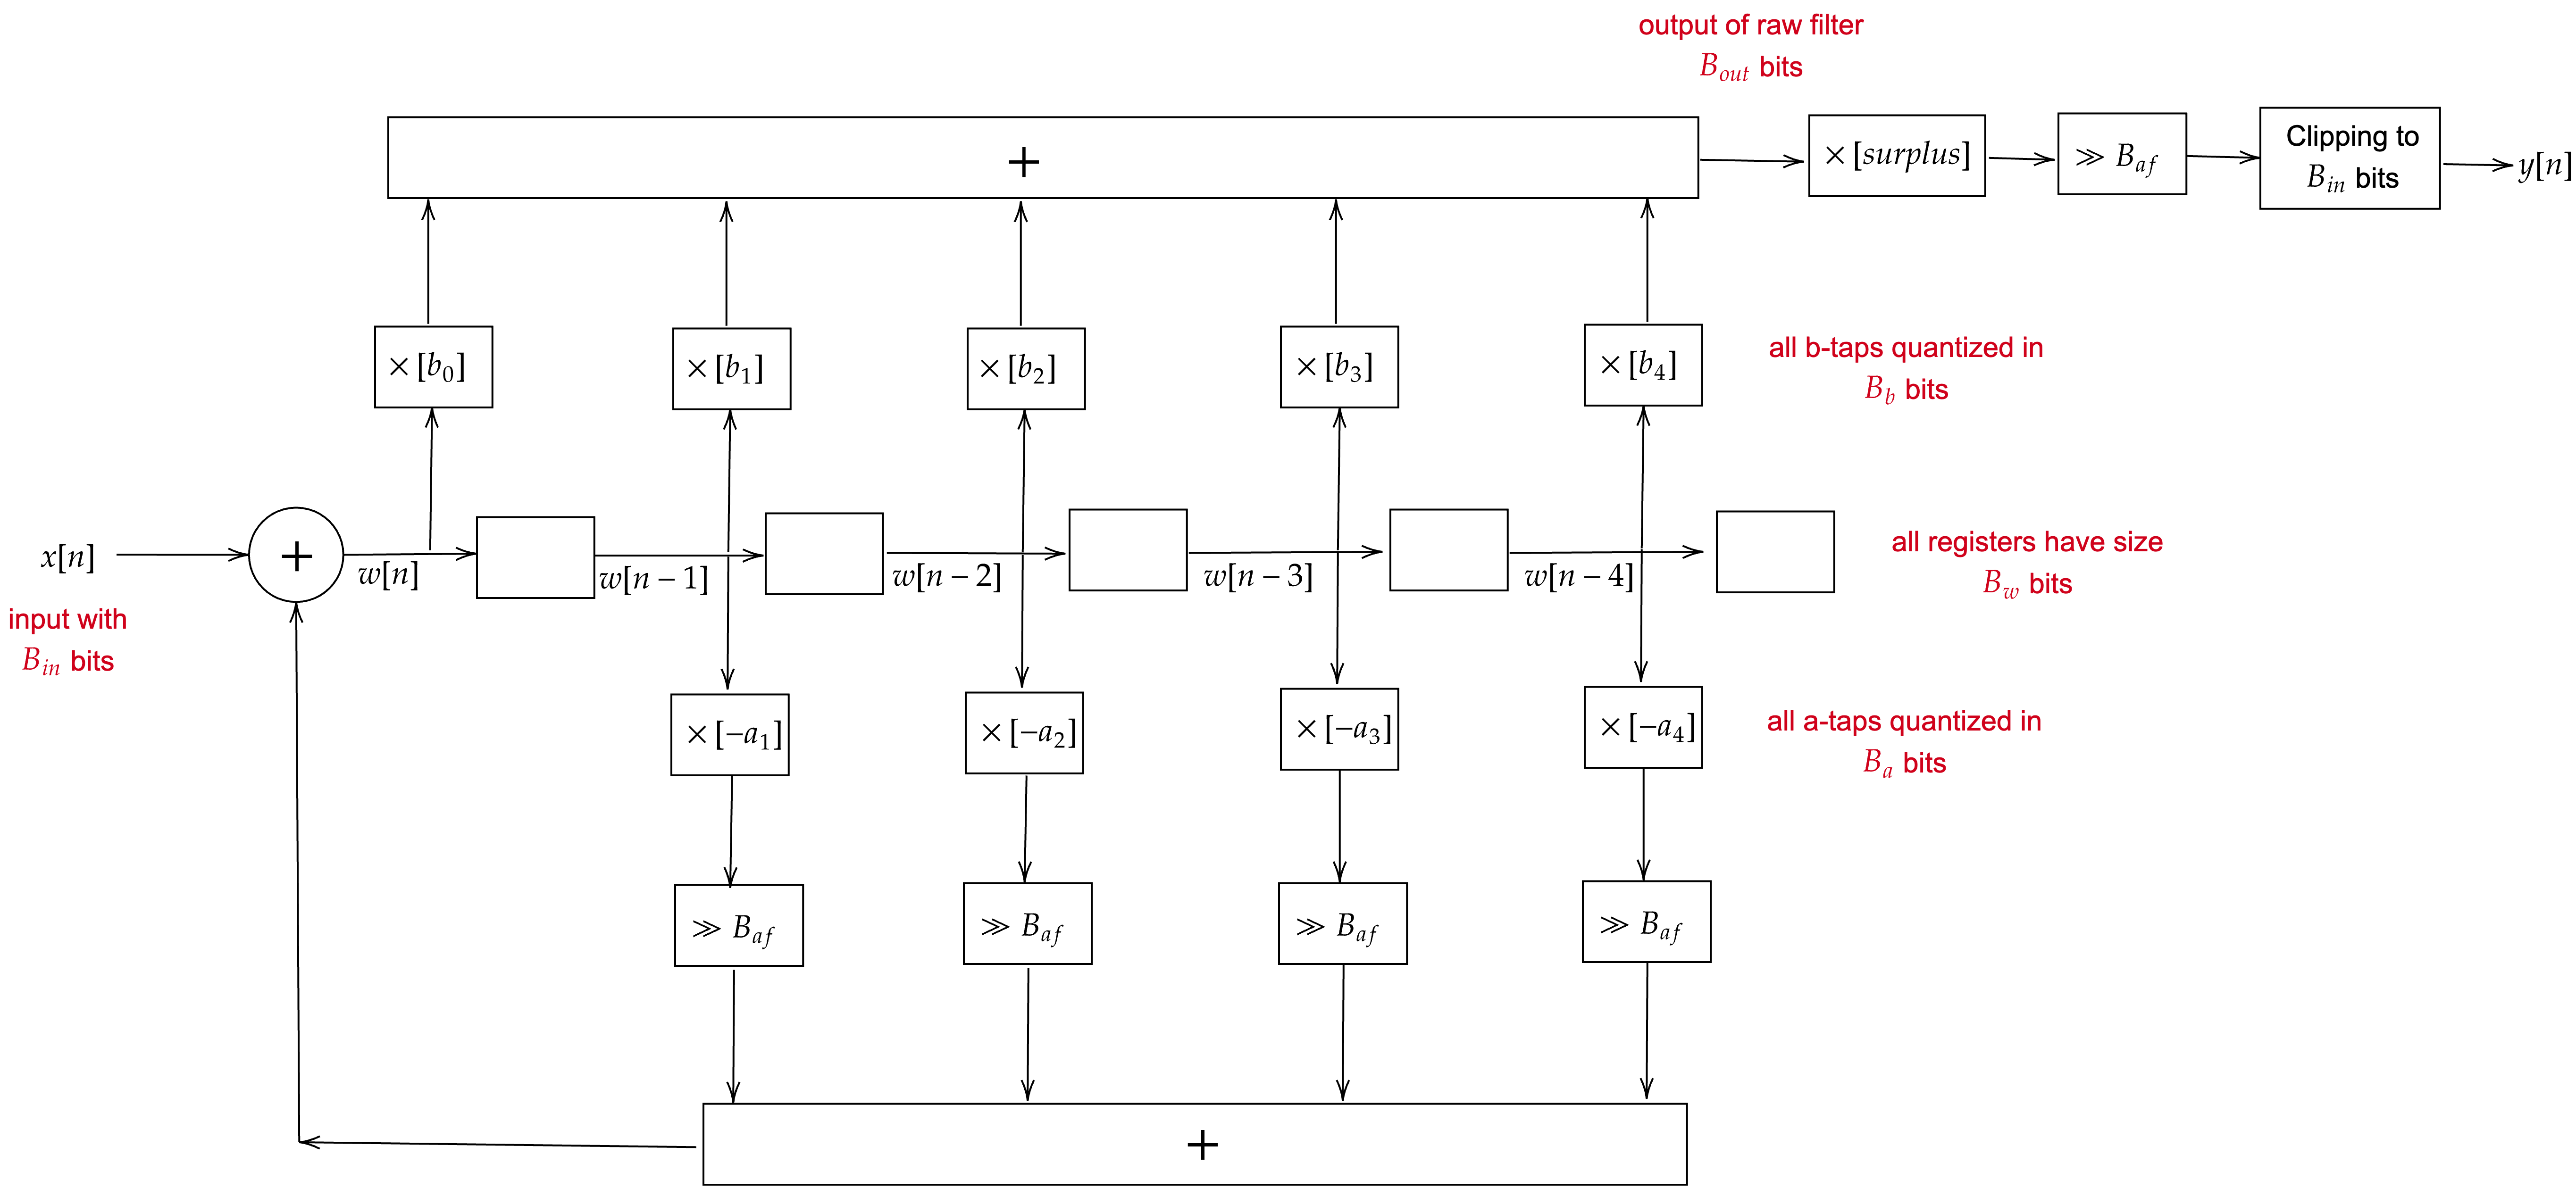 output of raw filter
B_out bits
+
× [surplus]
≫ B_af
Clipping to
B_in bits
y[n]
× [b_0]
× [b_1]
× [b_2]
× [b_3]
× [b_4]
all b-taps quantized in
B_b bits
x[n]
+
w[n]
w[n − 1]
w[n − 2]
w[n − 3]
w[n − 4]
all registers have size
B_w bits
input with
B_in bits
× [−a_1]
× [−a_2]
× [−a_3]
× [−a_4]
all a-taps quantized in
B_a bits
≫ B_af
≫ B_af
≫ B_af
≫ B_af
+